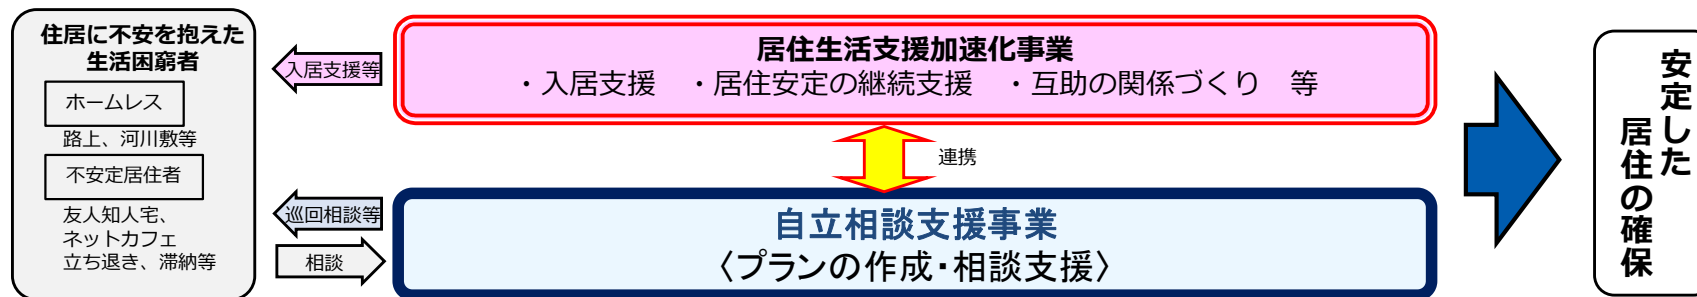 住居に不安を抱えた
生活困窮者
ホームレス
路上、河川敷等
不安定居住者
友人知人宅、
ネットカフェ
立ち退き、滞納等
入居支援等
巡回相談等
相談
居住生活支援加速化事業
・入居支援　・居住安定の継続支援　・互助の関係づくり　等
連携
自立相談支援事業
〈プランの作成・相談支援〉
安定した
居住の確保